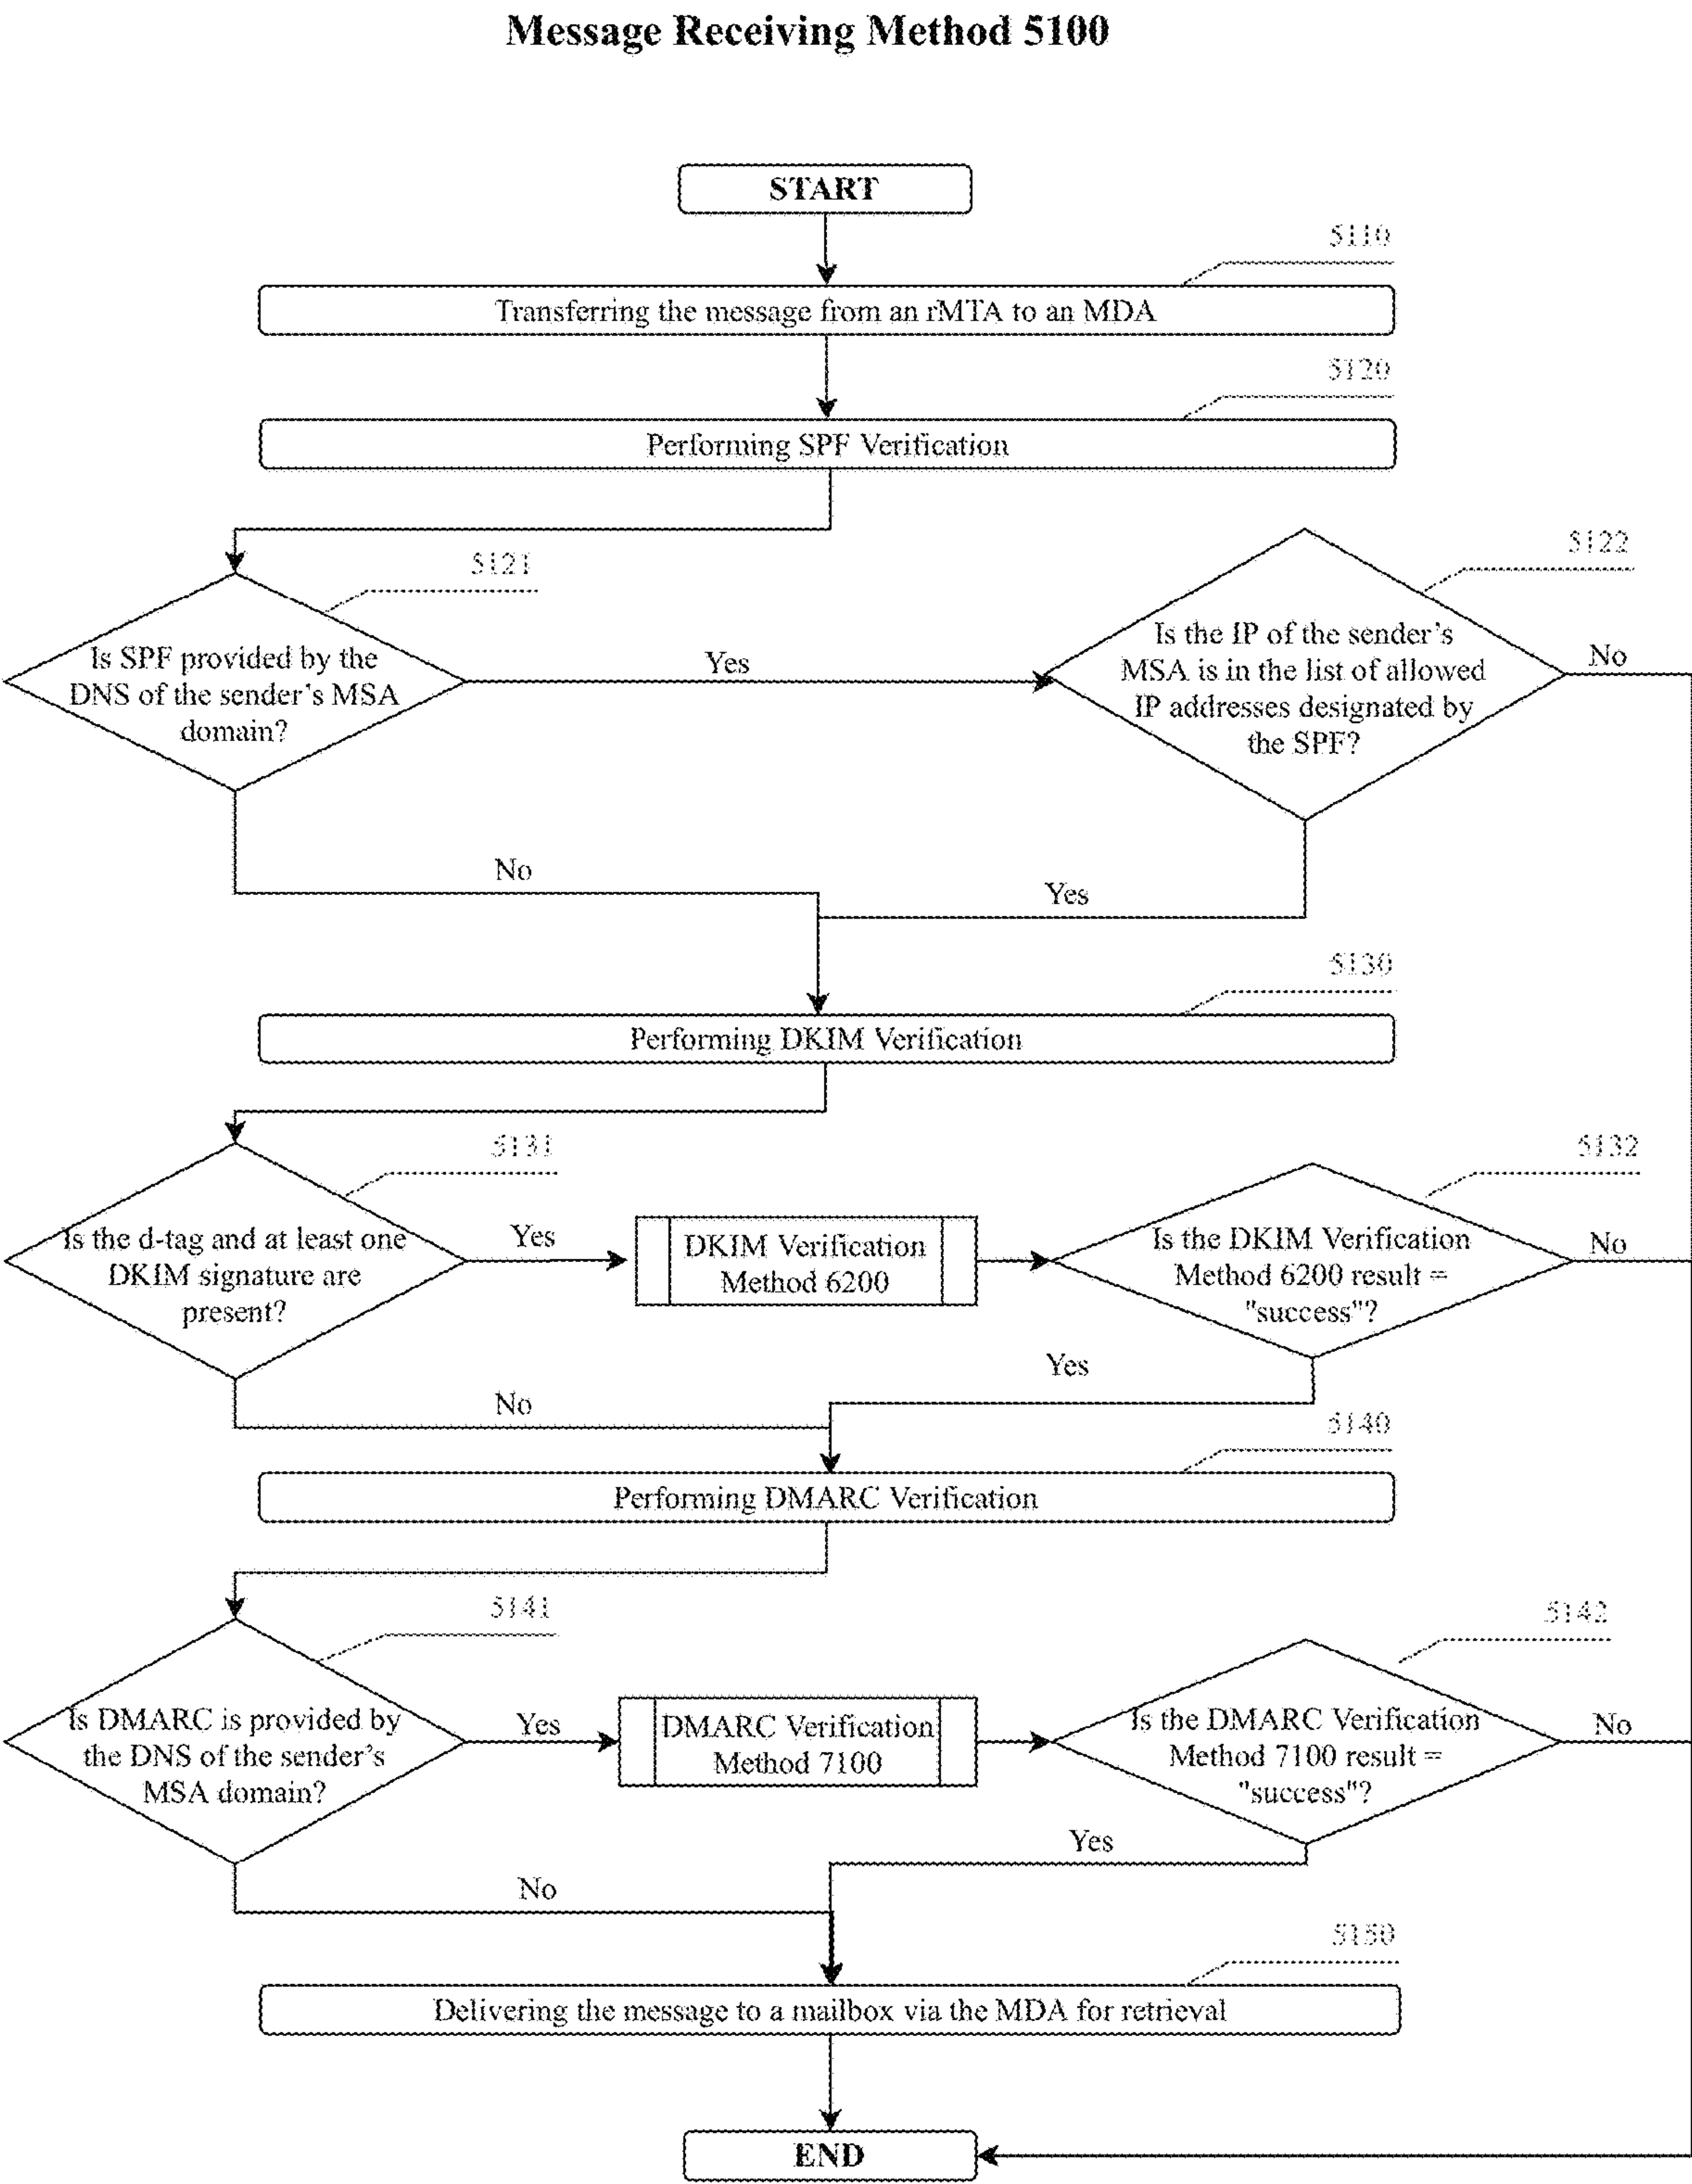 Message Receiving Method 5100
START
5110
Transferring the message from an rMTA to an MDA
5120
Performing SPF Verification
5121
Is SPF provided by the
DNS of the sender's MSA
domain?
Yes
5122
Is the IP of the sender's
MSA is in the list of allowed
IP addresses designated by
the SPF?
No
No
Yes
5130
Performing DKIM Verification
5131
Is the d-tag and at least one
DKIM signature are
present?
Yes
DKIM Verification
Method 6200
5132
Is the DKIM Verification
Method 6200 result =
"success"?
No
Yes
No
5140
Performing DMARC Verification
5141
Is DMARC is provided by
the DNS of the sender's
MSA domain?
Yes
DMARC Verification
Method 7100
5142
Is the DMARC Verification
Method 7100 result =
"success"?
No
Yes
No
5150
Delivering the message to a mailbox via the MDA for retrieval
END